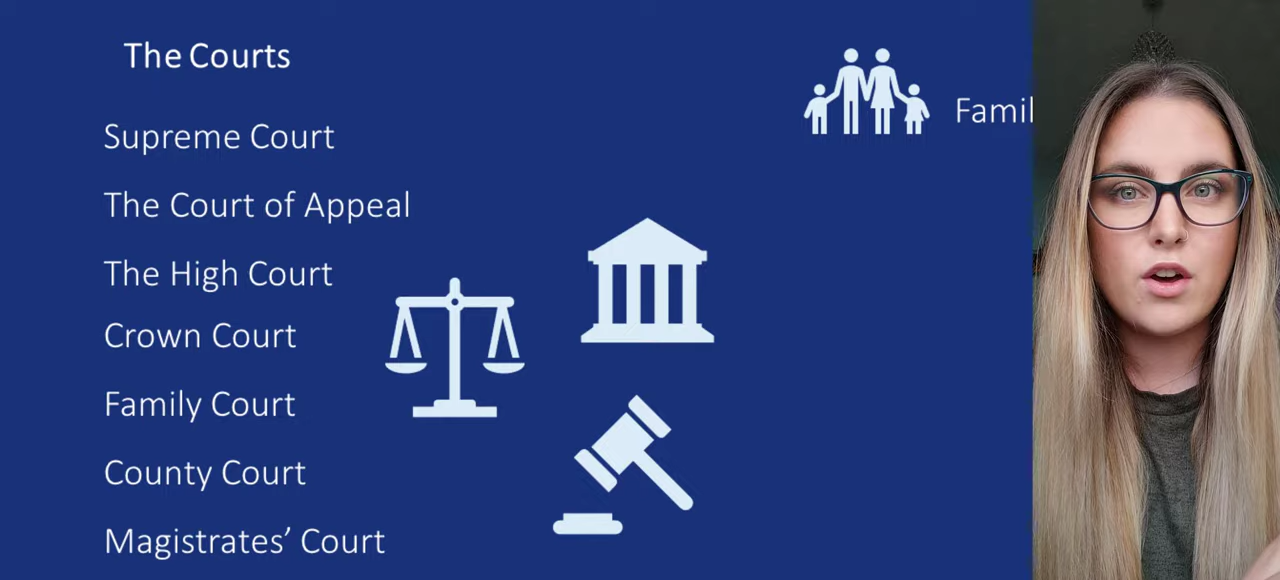 The Courts
Supreme Court
The Court of Appeal
The High Court
Crown Court
Family Court
County Court
Magistrates’ Court
Famil